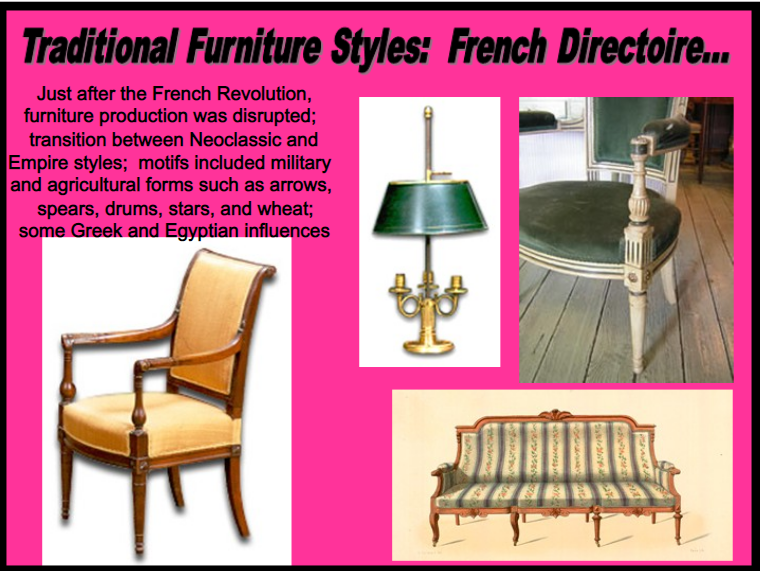 Traditional Furniture Styles:  French Directoire...
Just after the French Revolution,
furniture production was disrupted;
transition between Neoclassic and
Empire styles;  motifs included military
and agricultural forms such as arrows,
spears, drums, stars, and wheat;
some Greek and Egyptian influences